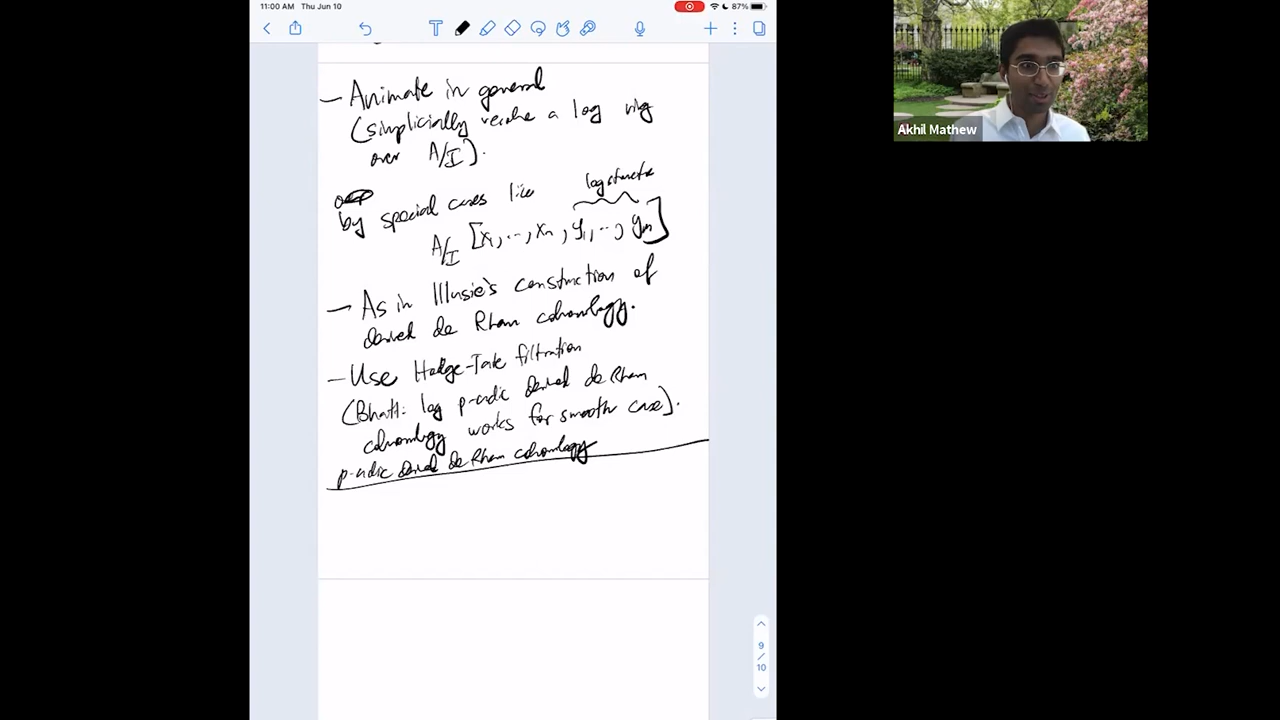 11:00 AM Thu Jun 10
87%
T
Akhil Mathew
– Animate in general
(simplicially resolve a log ring
over A/I).
by special cases like
log structure
A/I [x₁, ..., xₙ, y₁, ..., yₘ]
– As in Illusie's construction of
derived de Rham cohomology.
– Use Hodge-Tate filtration
(Bhatt: log p-adic derived de Rham
cohomology works for smooth case).
p-adic derived de Rham cohomology
9
/
10